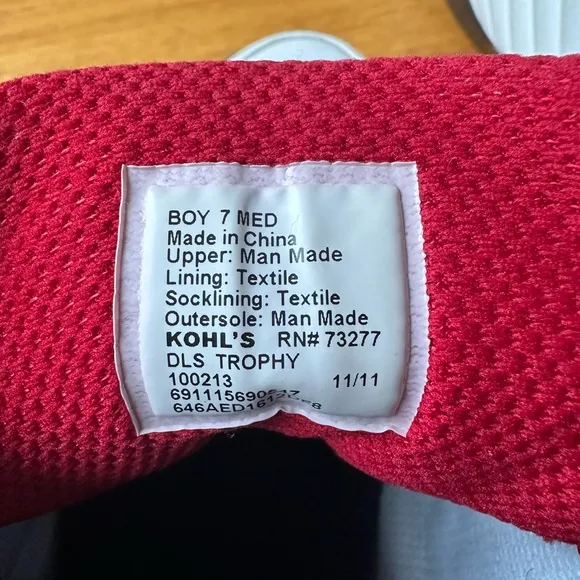 BOY 7 MED
Made in China
Upper: Man Made
Lining: Textile
Socklining: Textile
Outersole: Man Made
KOHL'S RN# 73277
DLS TROPHY
100213 11/11